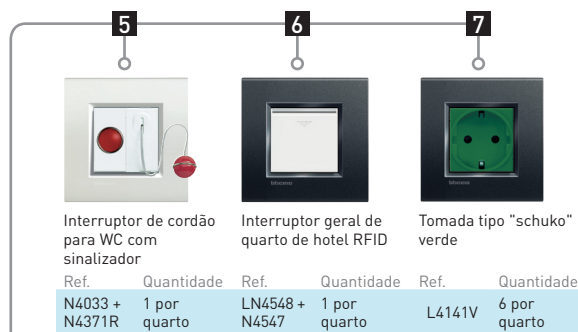 5
6
7
bticino
bticino
Interruptor de cordão
para WC com
sinalizador
Interruptor geral de
quarto de hotel RFID
Tomada tipo "schuko"
verde
Ref. Quantidade
Ref. Quantidade
Ref. Quantidade
N4033 +
N4371R
1 por
quarto
LN4548 +
N4547
1 por
quarto
L4141V
6 por
quarto